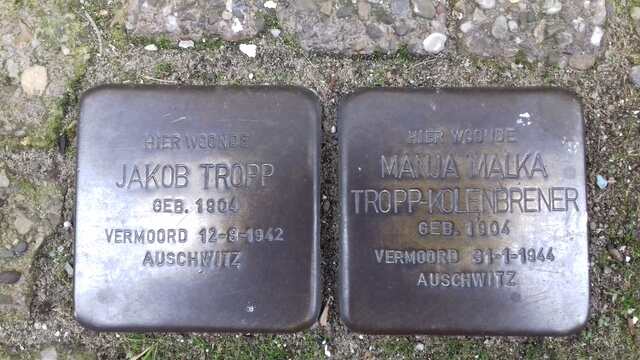 HIER WOONDE
JAKOB TROPP
GEB. 1904
VERMOORD 12-8-1942
AUSCHWITZ
HIER WOONDE
MANJA MALKA
TROPP-KOLENBRENER
GEB. 1904
VERMOORD 31-1-1944
AUSCHWITZ